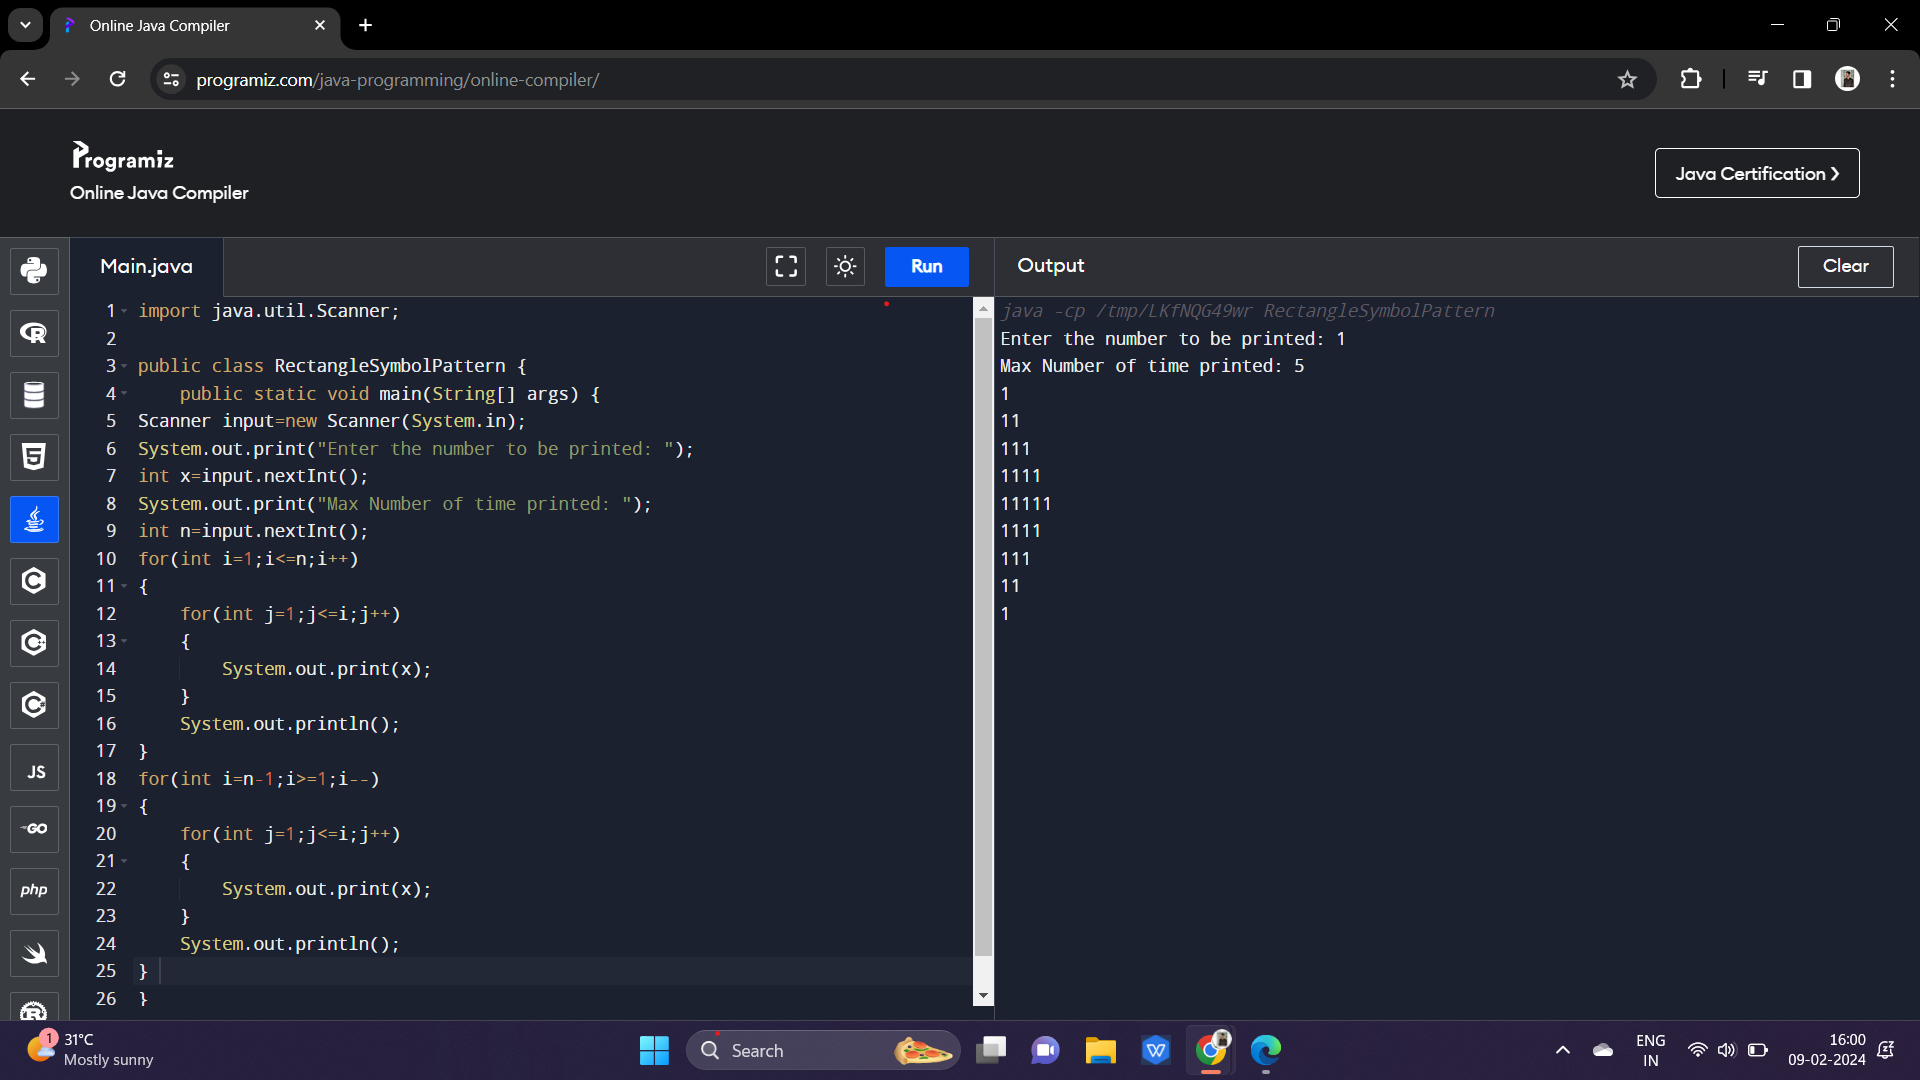 Online Java Compiler
programiz.com/java-programming/online-compiler/
Programiz
Online Java Compiler
Java Certification ❯
Main.java
Run
Output
Clear
1 import java.util.Scanner;
2
3 public class RectangleSymbolPattern {
4     public static void main(String[] args) {
5 Scanner input=new Scanner(System.in);
6 System.out.print("Enter the number to be printed: ");
7 int x=input.nextInt();
8 System.out.print("Max Number of time printed: ");
9 int n=input.nextInt();
10 for(int i=1;i<=n;i++)
11 {
12     for(int j=1;j<=i;j++)
13     {
14         System.out.print(x);
15     }
16     System.out.println();
17 }
18 for(int i=n-1;i>=1;i--)
19 {
20     for(int j=1;j<=i;j++)
21     {
22         System.out.print(x);
23     }
24     System.out.println();
25 }
26 }
java -cp /tmp/LKfNQG49wr RectangleSymbolPattern
Enter the number to be printed: 1
Max Number of time printed: 5
1
11
111
1111
11111
1111
111
11
1
JS
GO
php
1
31°C
Mostly sunny
Search
ENG
IN
16:00
09-02-2024